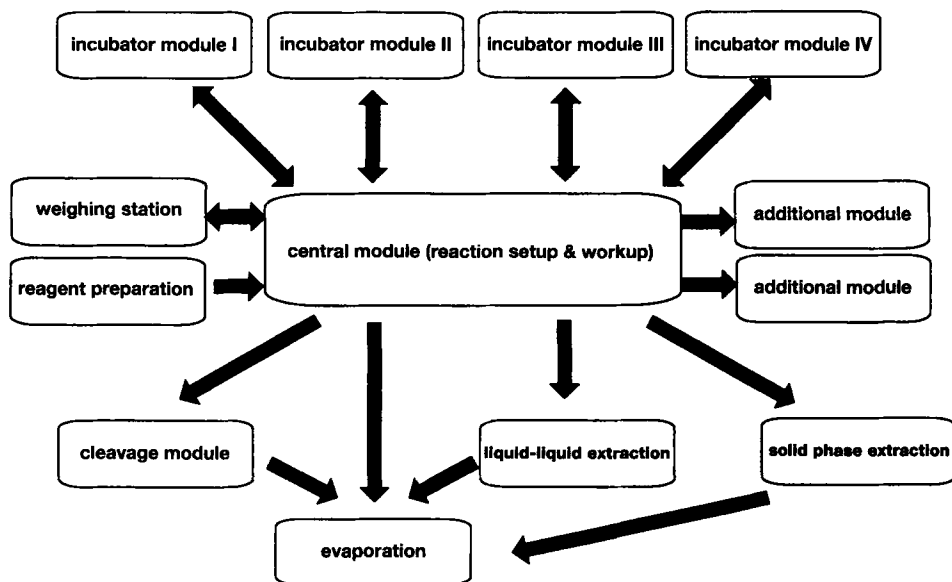 incubator module I
incubator module II
incubator module III
incubator module IV
weighing station
central module (reaction setup & workup)
additional module
reagent preparation
additional module
cleavage module
liquid-liquid extraction
solid phase extraction
evaporation